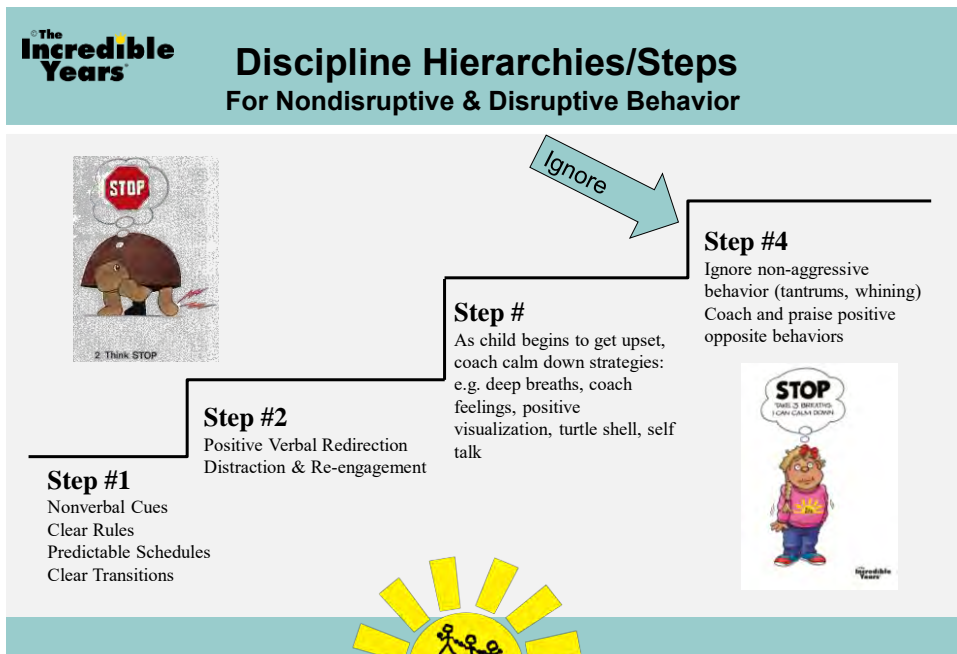 ©The
Incredible
Years®
Discipline Hierarchies/Steps
For Nondisruptive & Disruptive Behavior
STOP
2 Think STOP
Ignore
Step #1
Nonverbal Cues
Clear Rules
Predictable Schedules
Clear Transitions
Step #2
Positive Verbal Redirection
Distraction & Re-engagement
Step #
As child begins to get upset,
coach calm down strategies:
e.g. deep breaths, coach
feelings, positive
visualization, turtle shell, self
talk
Step #4
Ignore non-aggressive
behavior (tantrums, whining)
Coach and praise positive
opposite behaviors
STOP
TAKE 3 BREATHS.
I CAN CALM DOWN.
The
Incredible
Years